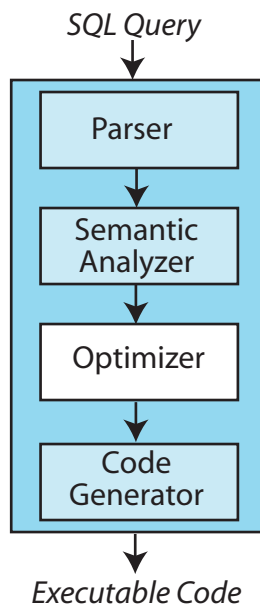 SQL Query
Parser
Semantic
Analyzer
Optimizer
Code
Generator
Executable Code